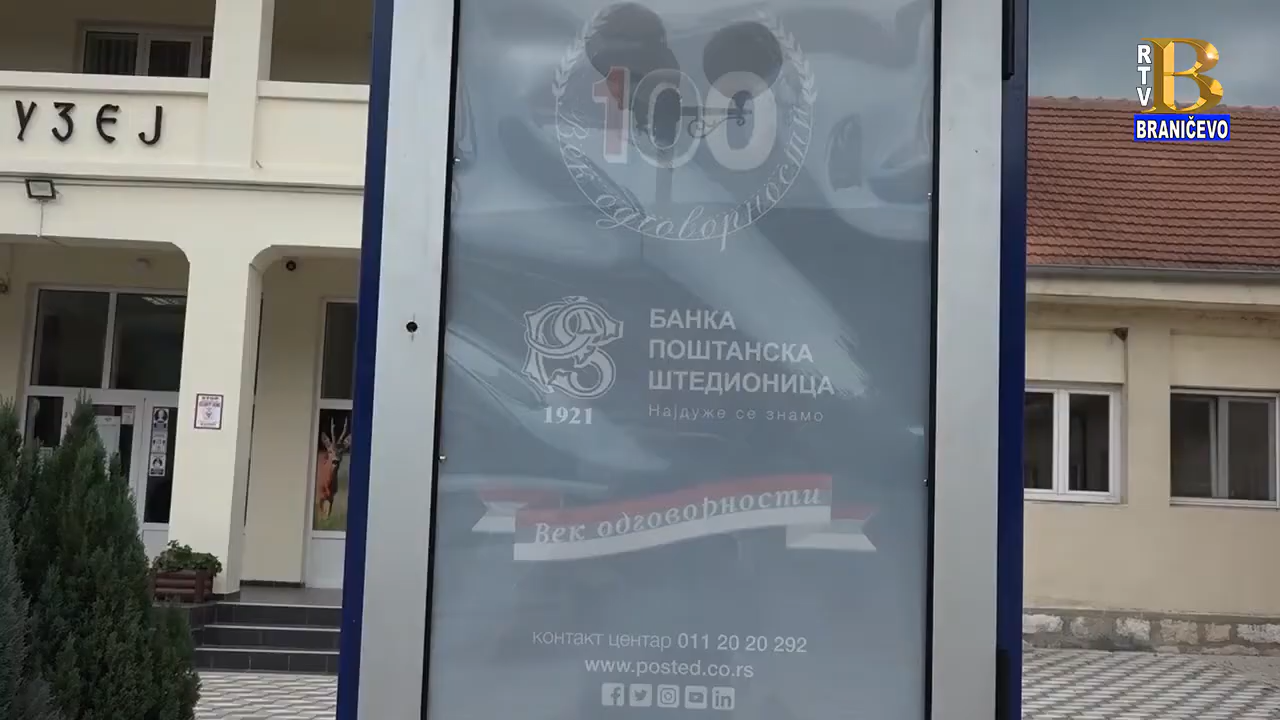 RTV
B
BRANIČEVO
УЗЕЈ
100
Век одговорности
БАНКА
ПОШТАНСКА
ШТЕДИОНИЦА
Најдуже се знамо
1921
Век одговорности
контакт центар 011 20 20 292
www.posted.co.rs